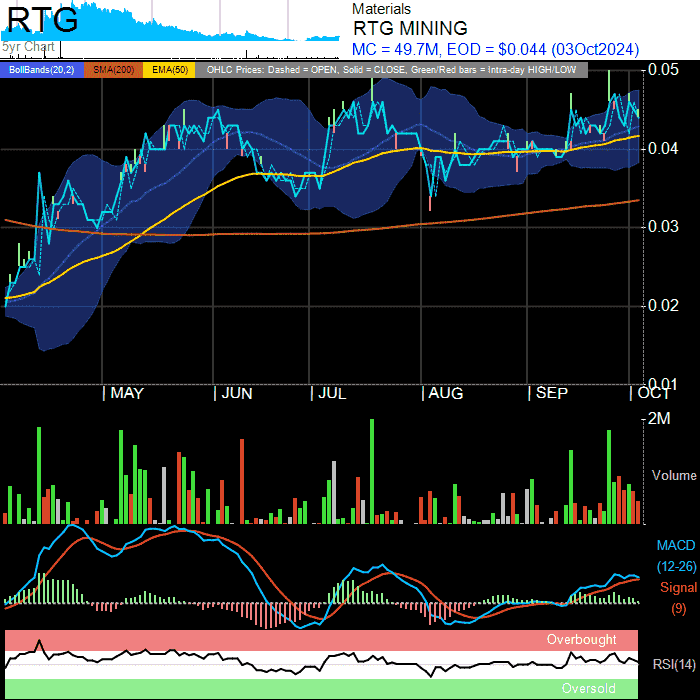 RTG
5yr Chart
Materials
RTG MINING
MC = 49.7M, EOD = $0.044 (03Oct2024)
BollBands(20,2) SMA(200) EMA(50) OHLC Prices: Dashed = OPEN, Solid = CLOSE, Green/Red bars = Intra-day HIGH/LOW
0.05
0.04
0.03
0.02
0.01
| MAY | JUN | JUL | AUG | SEP | OCT
2M
Volume
MACD
(12-26)
Signal
(9)
Overbought
RSI(14)
Oversold